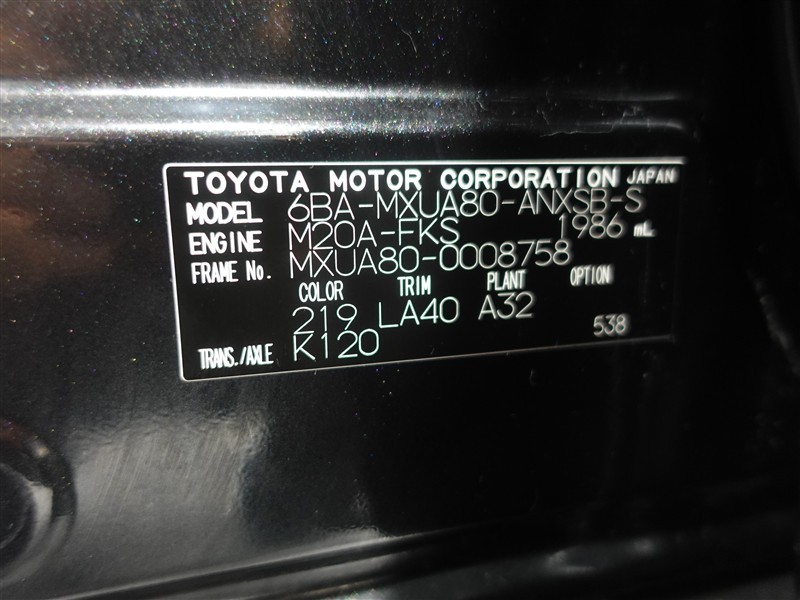 TOYOTA MOTOR CORPORATION JAPAN
MODEL 6BA-MXUA80-ANXSB-S
ENGINE M20A-FKS 1986 mL
FRAME No. MXUA80-0008758
COLOR TRIM PLANT OPTION
219 LA40 A32
TRANS./AXLE K120 538